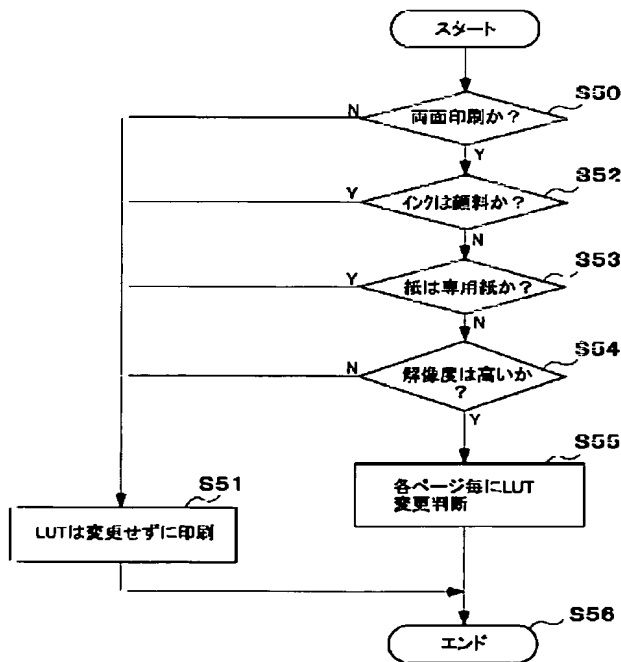 スタート
S50
両面印刷か？
N
Y
S52
インクは顔料か？
Y
N
S53
紙は専用紙か？
Y
N
S54
解像度は高いか
？
N
Y
S55
各ページ毎にLUT
変更判断
S51
LUTは変更せずに印刷
S56
エンド